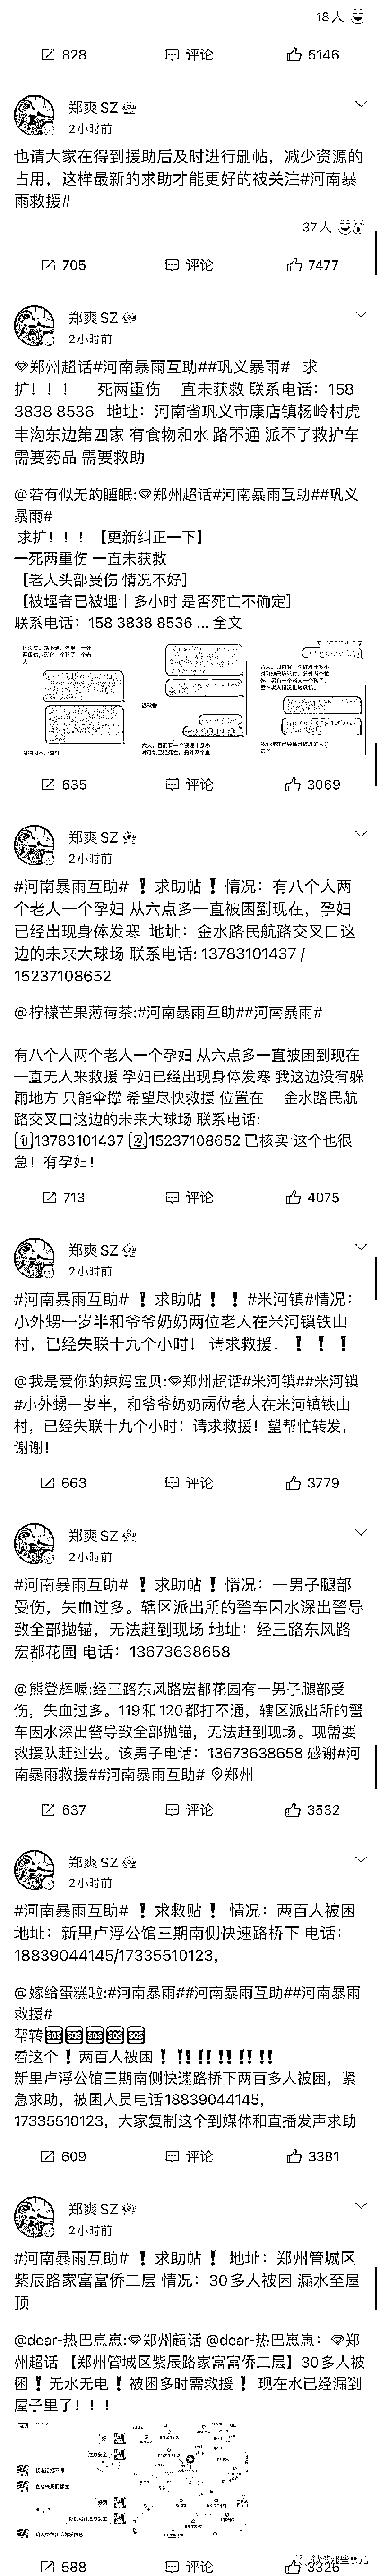 18人
828 评论 5146
郑爽SZ
2小时前
也请大家在得到援助后及时进行删帖，减少资源的
占用，这样最新的求助才能更好的被关注#河南暴
雨救援#
37人
705 评论 7477
郑爽SZ
2小时前
郑州超话#河南暴雨互助##巩义暴雨# 求
扩！！！ 一死两重伤 一直未获救 联系电话：158
3838 8536 地址：河南省巩义市康店镇杨岭村虎
丰沟东边第四家 有食物和水 路不通 派不了救护车
需要药品 需要救助
@若有似无的睡眠:郑州超话#河南暴雨互助##巩义
暴雨#
求扩！！！【更新纠正一下】
一死两重伤 一直未获救
［老人头部受伤 情况不好］
［被埋者已被埋十多小时 是否死亡不确定］
联系电话：158 3838 8536 ... 全文
635 评论 3069
郑爽SZ
2小时前
#河南暴雨互助# ❗求助帖❗情况：有八个人两
个老人一个孕妇 从六点多一直被困到现在，孕妇
已经出现身体发寒 地址：金水路民航路交叉口这
边的未来大球场 联系电话: 13783101437 /
15237108652
@柠檬芒果薄荷茶:#河南暴雨互助##河南暴雨#
有八个人两个老人一个孕妇 从六点多一直被困到现在
一直无人来救援 孕妇已经出现身体发寒 我这边没有躲
雨地方 只能伞撑 希望尽快救援 位置在 金水路民航
路交叉口这边的未来大球场 联系电话:
①13783101437 ②15237108652 已核实 这个也很
急！有孕妇！
713 评论 4075
郑爽SZ
2小时前
#河南暴雨互助# ❗求助帖❗❗#米河镇#情况：
小外甥一岁半和爷爷奶奶两位老人在米河镇铁山
村，已经失联十九个小时！ 请求救援！❗❗❗
@我是爱你的辣妈宝贝:郑州超话#米河镇##米河镇
#小外甥一岁半，和爷爷奶奶两位老人在米河镇铁山
村，已经失联十九个小时！请求救援！望帮忙转发，
谢谢！
663 评论 3779
郑爽SZ
2小时前
#河南暴雨互助# ❗求助帖❗情况：一男子腿部
受伤，失血过多。辖区派出所的警车因水深出警导
致全部抛锚，无法赶到现场 地址：经三路东风路
宏都花园 电话：13673638658
@熊登辉喔:经三路东风路宏都花园有一男子腿部受
伤，失血过多。119和120都打不通，辖区派出所的警
车因水深出警导致全部抛锚，无法赶到现场。现需要
救援队赶过去。该男子电话：13673638658 感谢#河
南暴雨救援##河南暴雨互助# 郑州
637 评论 3532
郑爽SZ
2小时前
#河南暴雨互助# ❗求救贴❗ 情况：两百人被困
地址：新里卢浮公馆三期南侧快速路桥下 电话：
18839044145/17335510123，
@嫁给蛋糕啦:#河南暴雨##河南暴雨互助##河南暴雨
救援#
帮转🆘🆘🆘🆘🆘
看这个❗两百人被困❗‼‼‼‼‼‼
新里卢浮公馆三期南侧快速路桥下两百多人被困，紧
急求助，被困人员电话18839044145，
17335510123，大家复制这个到媒体和直播发声求助
609 评论 3381
郑爽SZ
2小时前
#河南暴雨互助# ❗求助帖❗ 地址：郑州管城区
紫辰路家富富侨二层 情况：30多人被困 漏水至屋
顶
@dear-热巴崽崽:郑州超话 @dear-热巴崽崽：郑
州超话 【郑州管城区紫辰路家富富侨二层】30多人被
困❗无水无电❗被困多时需救援❗ 现在水已经漏到
屋子里了！！！
588 评论 3326